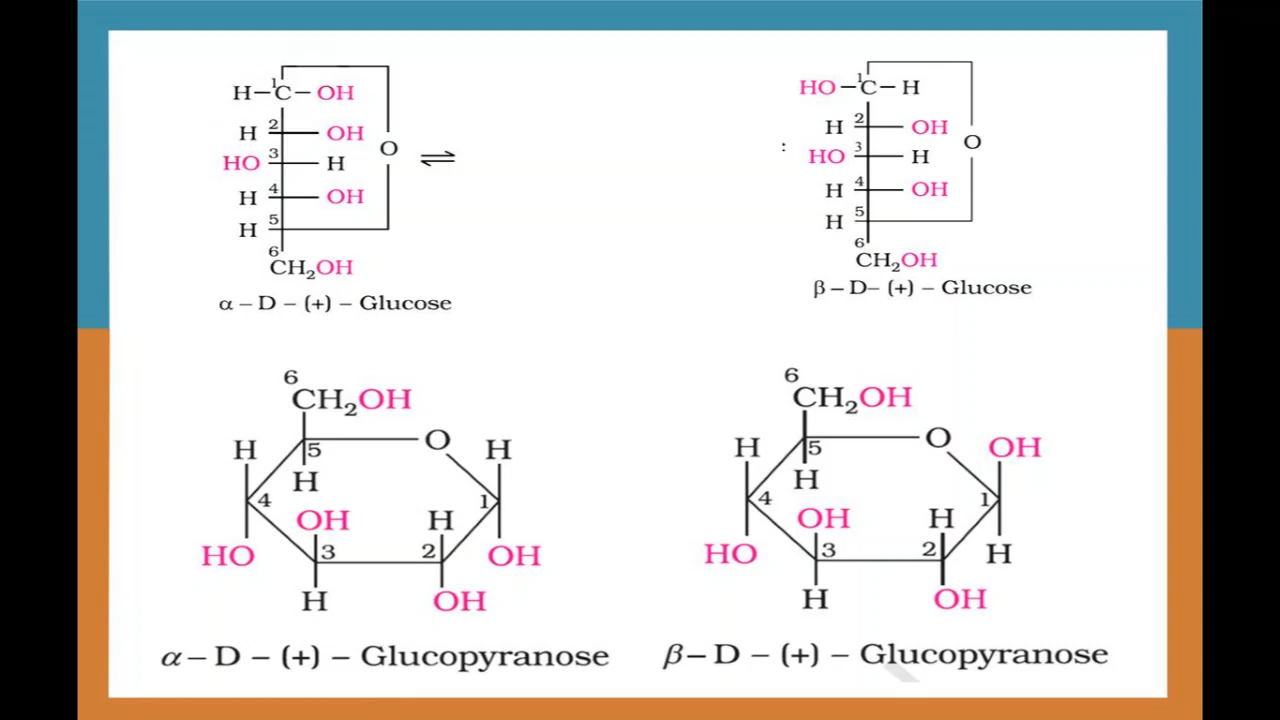 1
H–C–OH
2
H OH
3
HO H
O
⇌
4
H OH
5
H
6
CH₂OH
α – D – (+) – Glucose
1
HO–C–H
2
H OH
:
3
HO H
O
4
H OH
5
H
6
CH₂OH
β – D– (+) – Glucose
6
CH₂OH
H O H
5
H
4 1
OH H
HO 3 2 OH
H OH
α – D – (+) – Glucopyranose
6
CH₂OH
H O OH
5
H
4 1
OH H
HO 3 2 H
H OH
β– D – (+) – Glucopyranose